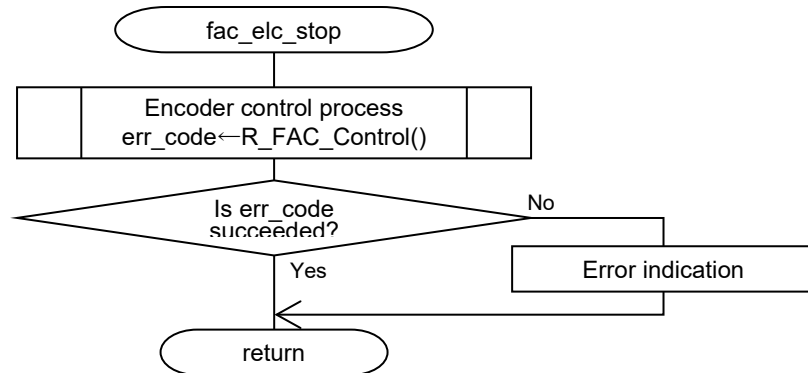 fac_elc_stop
Encoder control process
err_code←R_FAC_Control()
Is err_code
succeeded?
No
Yes
Error indication
return